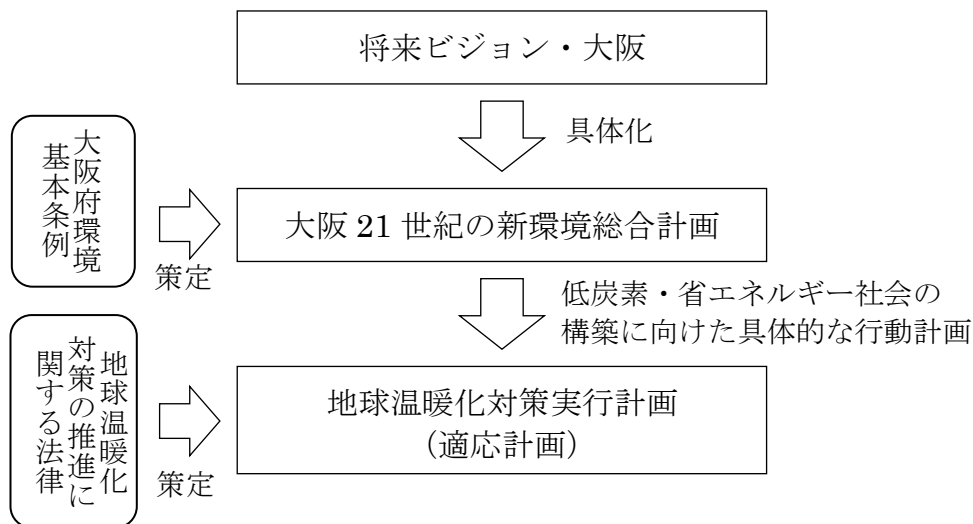 将来ビジョン・大阪
具体化
大阪府環境
基本条例
策定
大阪 21 世紀の新環境総合計画
低炭素・省エネルギー社会の
構築に向けた具体的な行動計画
地球温暖化
対策の推進に
関する法律
策定
地球温暖化対策実行計画
（適応計画）